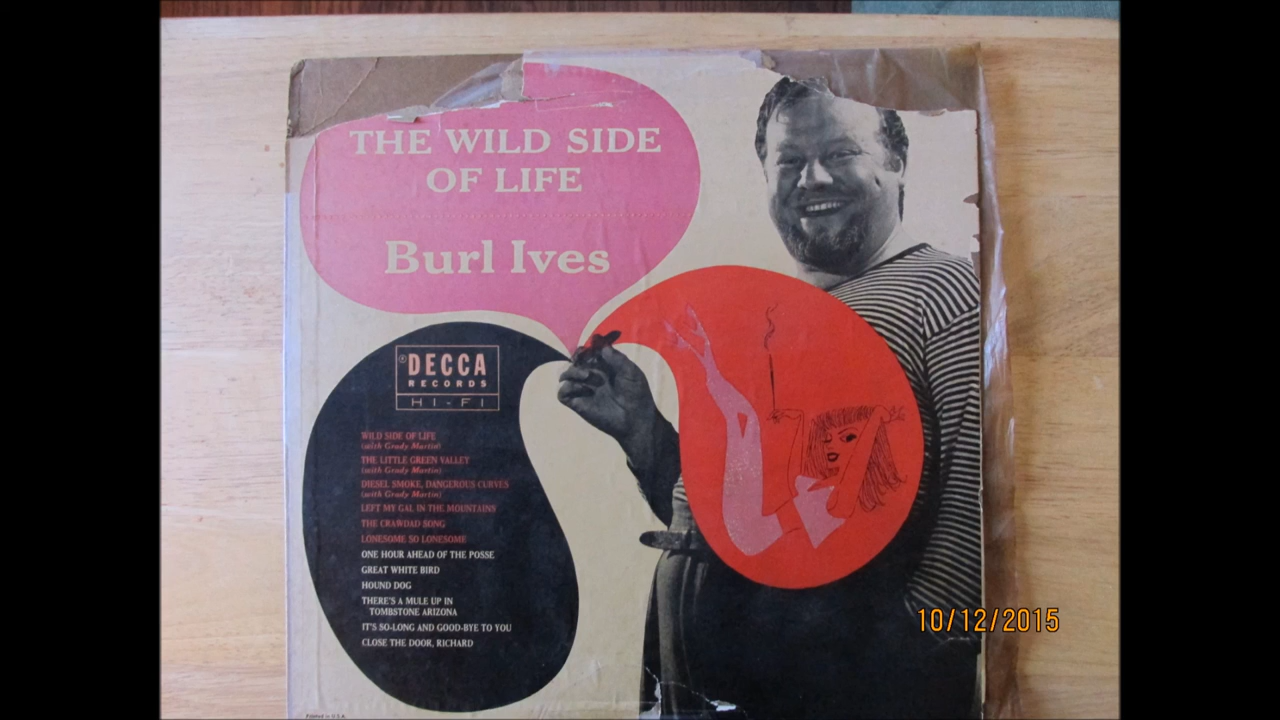 THE WILD SIDE
OF LIFE
Burl Ives
® DECCA
RECORDS
HI-FI
WILD SIDE OF LIFE
(with Grady Martin)
THE LITTLE GREEN VALLEY
(with Grady Martin)
DIESEL SMOKE, DANGEROUS CURVES
(with Grady Martin)
LEFT MY GAL IN THE MOUNTAINS
THE CRAWDAD SONG
LONESOME SO LONESOME
ONE HOUR AHEAD OF THE POSSE
GREAT WHITE BIRD
HOUND DOG
THERE'S A MULE UP IN
TOMBSTONE ARIZONA
IT'S SO-LONG AND GOOD-BYE TO YOU
CLOSE THE DOOR, RICHARD
Printed in U.S.A.
10/12/2015